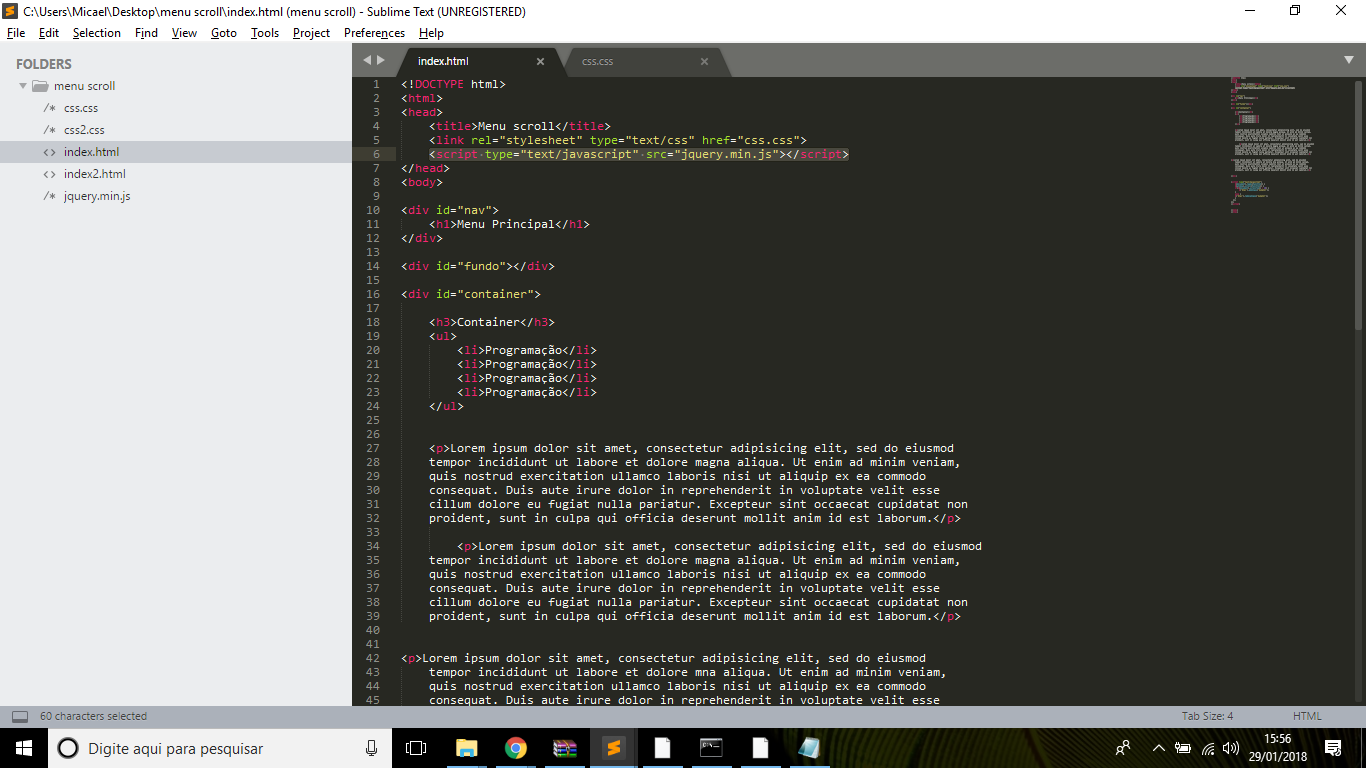 C:\Users\Micael\Desktop\menu scroll\index.html (menu scroll) - Sublime Text (UNREGISTERED)
File Edit Selection Find View Goto Tools Project Preferences Help
FOLDERS
menu scroll
/* css.css
/* css2.css
<> index.html
<> index2.html
/* jquery.min.js
index.html × css.css ×
1 <!DOCTYPE html>
2 <html>
3 <head>
4 <title>Menu scroll</title>
5 <link rel="stylesheet" type="text/css" href="css.css">
6 <script type="text/javascript" src="jquery.min.js"></script>
7 </head>
8 <body>
9
10 <div id="nav">
11 <h1>Menu Principal</h1>
12 </div>
13
14 <div id="fundo"></div>
15
16 <div id="container">
17
18 <h3>Container</h3>
19 <ul>
20 <li>Programação</li>
21 <li>Programação</li>
22 <li>Programação</li>
23 <li>Programação</li>
24 </ul>
25
26
27 <p>Lorem ipsum dolor sit amet, consectetur adipisicing elit, sed do eiusmod
28 tempor incididunt ut labore et dolore magna aliqua. Ut enim ad minim veniam,
29 quis nostrud exercitation ullamco laboris nisi ut aliquip ex ea commodo
30 consequat. Duis aute irure dolor in reprehenderit in voluptate velit esse
31 cillum dolore eu fugiat nulla pariatur. Excepteur sint occaecat cupidatat non
32 proident, sunt in culpa qui officia deserunt mollit anim id est laborum.</p>
33
34 <p>Lorem ipsum dolor sit amet, consectetur adipisicing elit, sed do eiusmod
35 tempor incididunt ut labore et dolore magna aliqua. Ut enim ad minim veniam,
36 quis nostrud exercitation ullamco laboris nisi ut aliquip ex ea commodo
37 consequat. Duis aute irure dolor in reprehenderit in voluptate velit esse
38 cillum dolore eu fugiat nulla pariatur. Excepteur sint occaecat cupidatat non
39 proident, sunt in culpa qui officia deserunt mollit anim id est laborum.</p>
40
41
42 <p>Lorem ipsum dolor sit amet, consectetur adipisicing elit, sed do eiusmod
43 tempor incididunt ut labore et dolore mna aliqua. Ut enim ad minim veniam,
44 quis nostrud exercitation ullamco laboris nisi ut aliquip ex ea commodo
45 consequat. Duis aute irure dolor in reprehenderit in voluptate velit esse
60 characters selected
Tab Size: 4
HTML
Digite aqui para pesquisar
15:56
29/01/2018